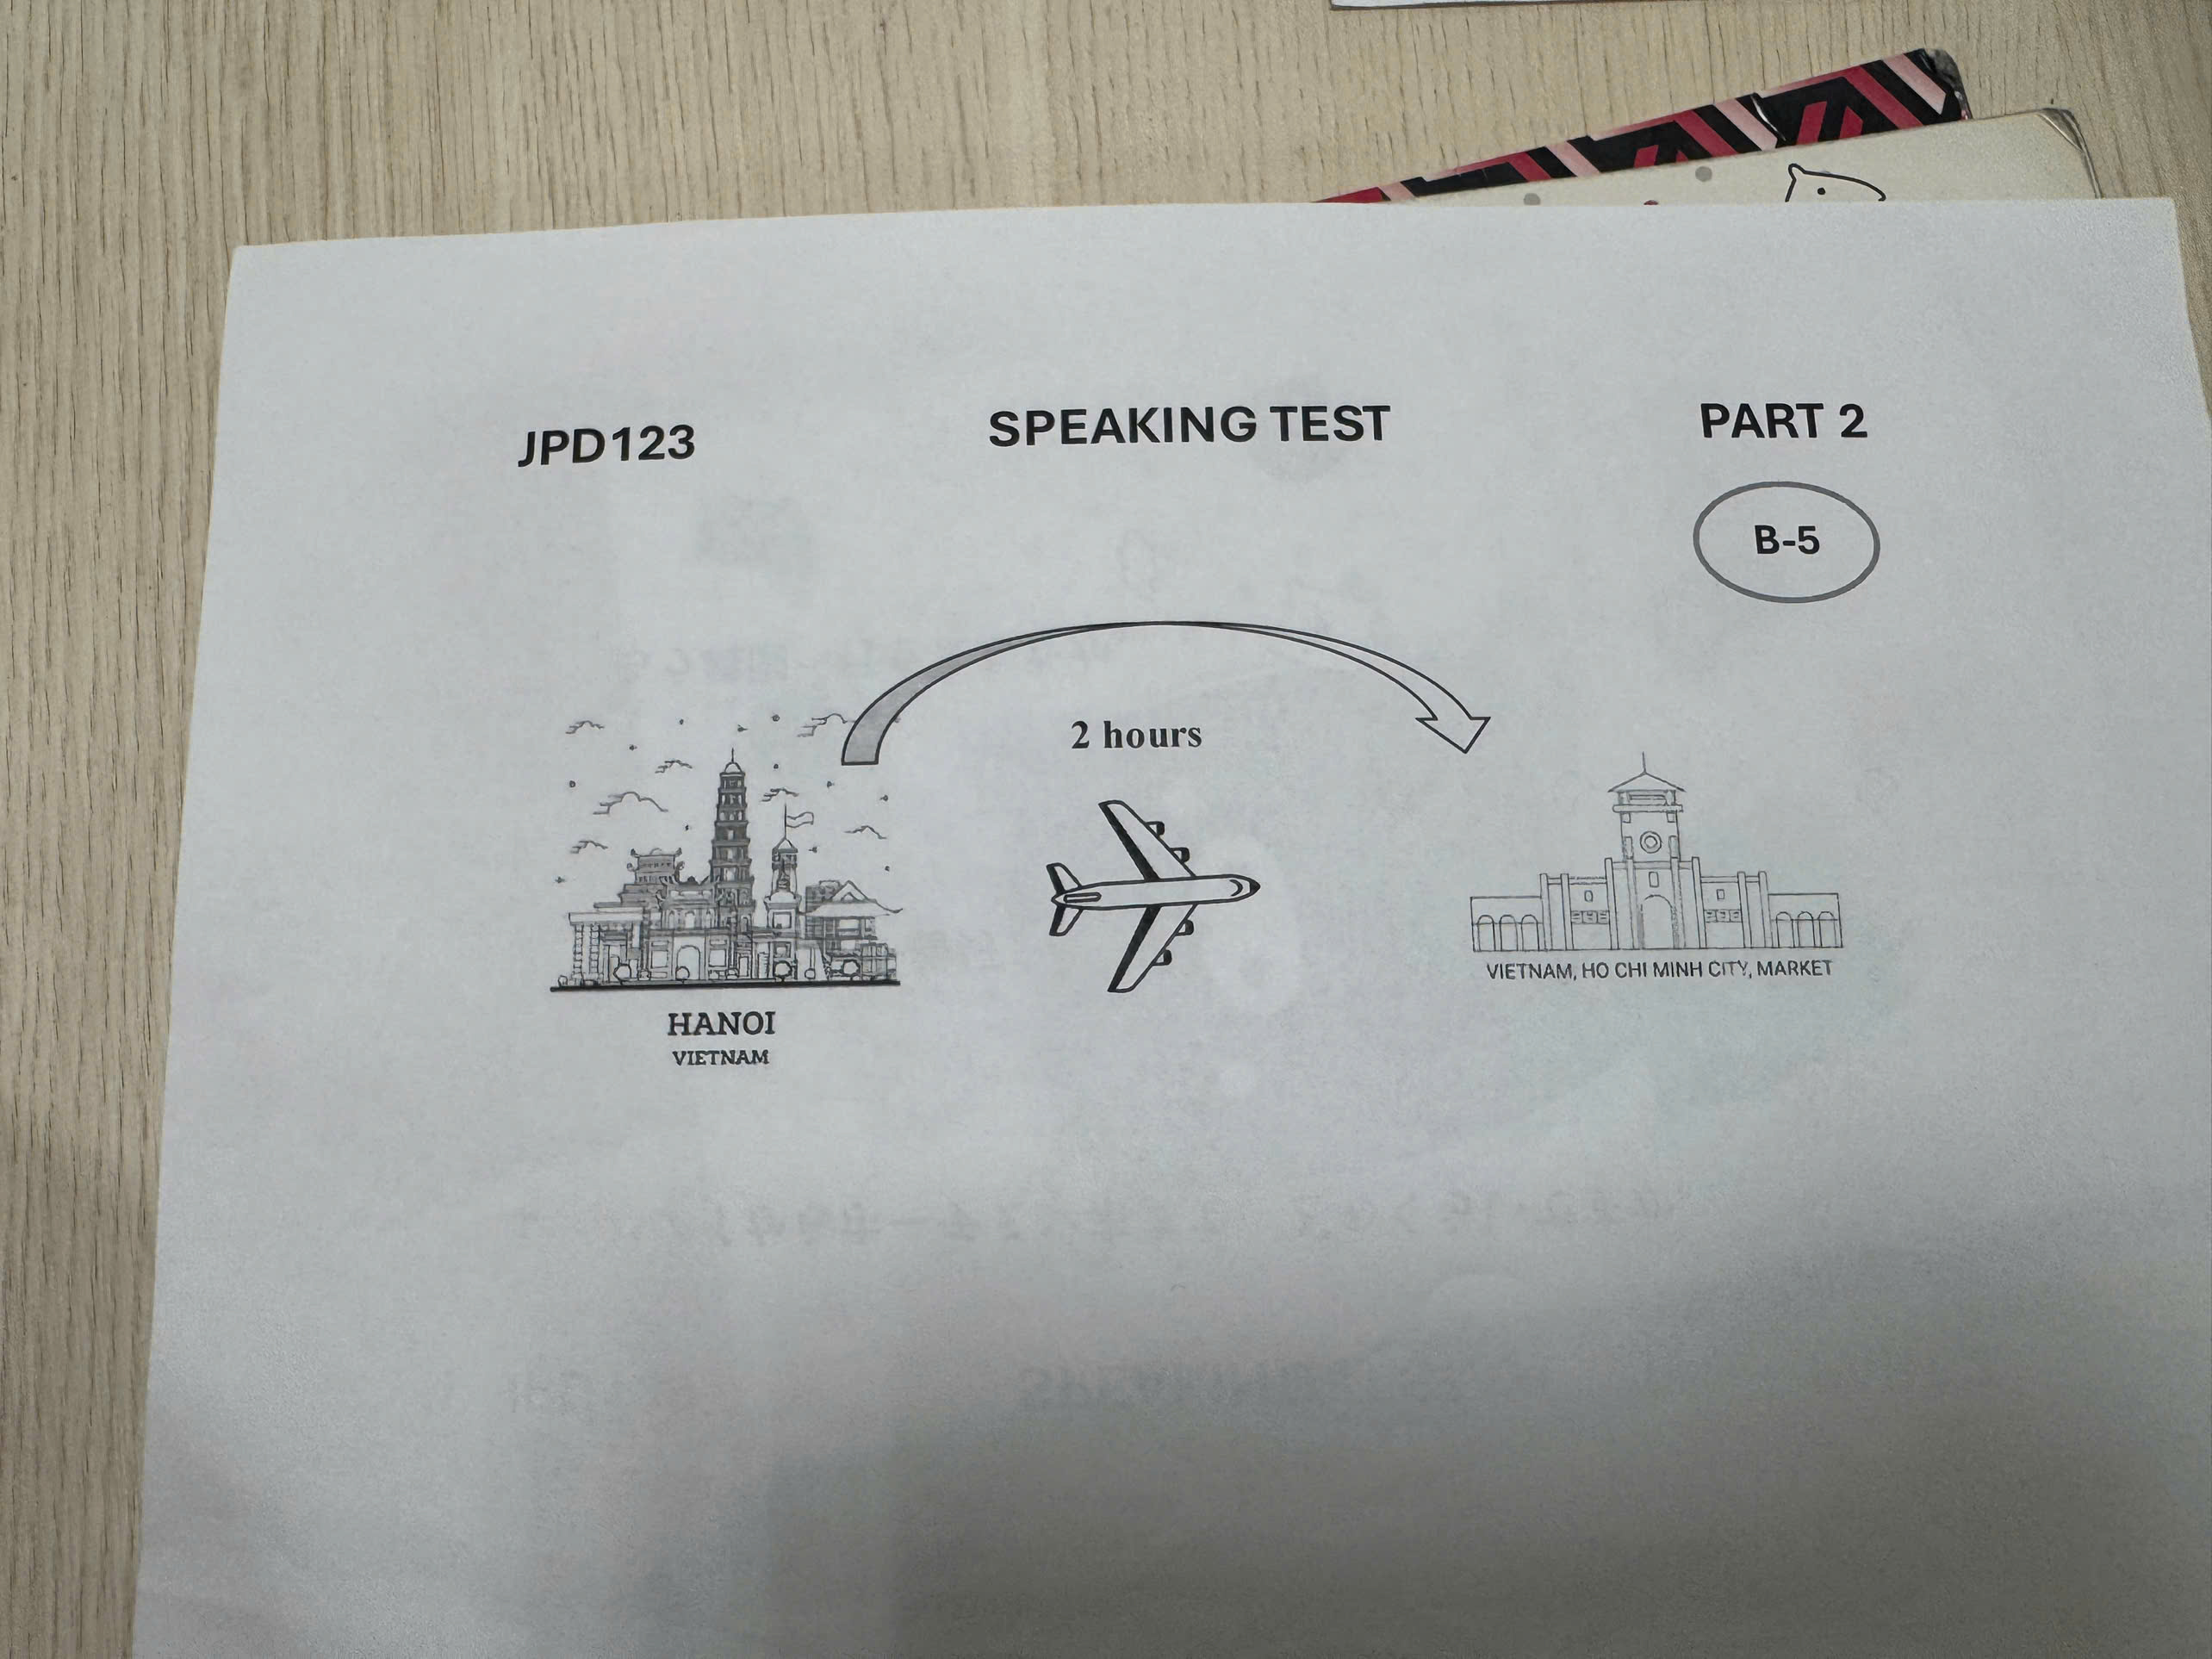 JPD123 SPEAKING TEST PART 2
B-5
2 hours
VIETNAM, HO CHI MINH CITY, MARKET
HANOI
VIETNAM